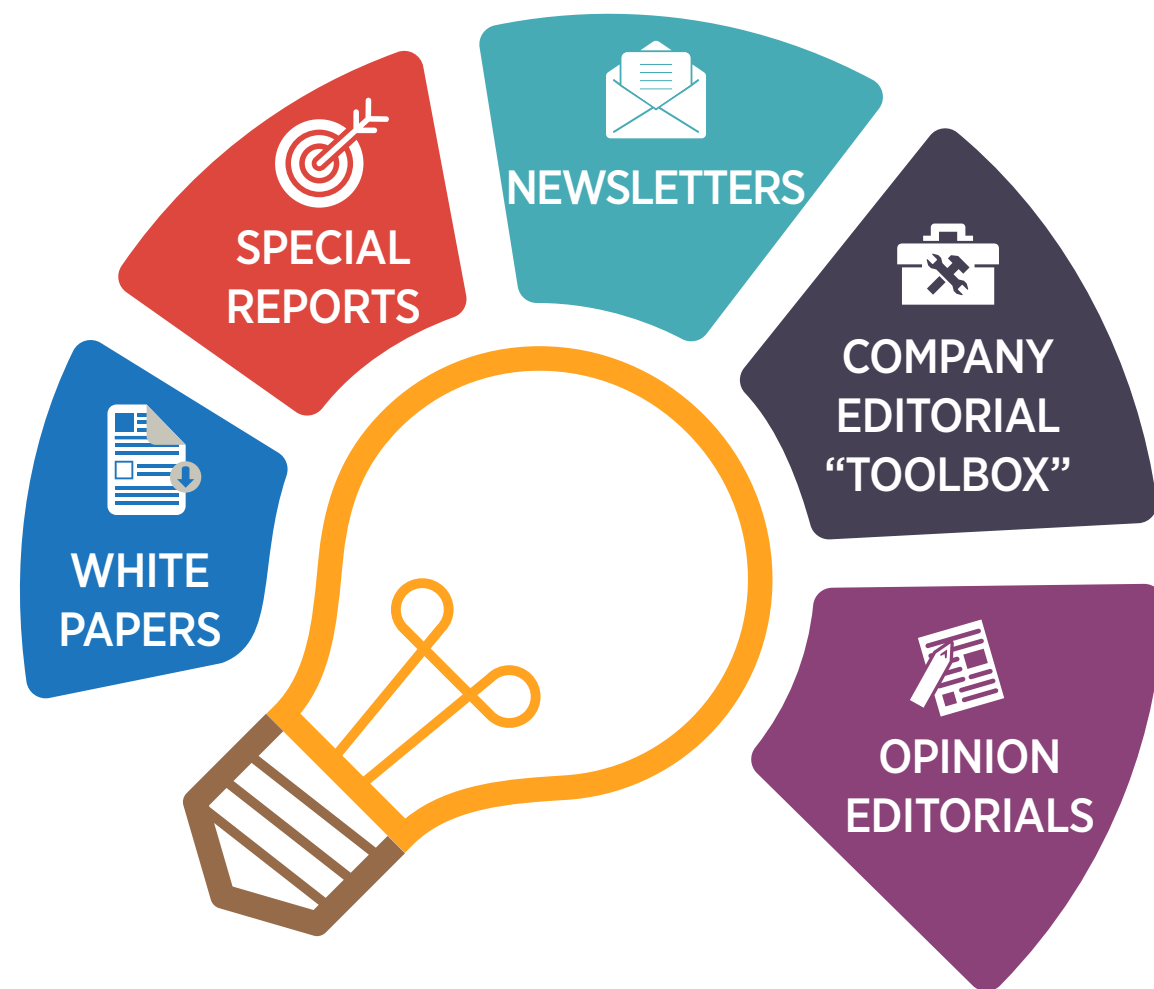 WHITE
PAPERS
SPECIAL
REPORTS
NEWSLETTERS
COMPANY
EDITORIAL
“TOOLBOX”
OPINION
EDITORIALS